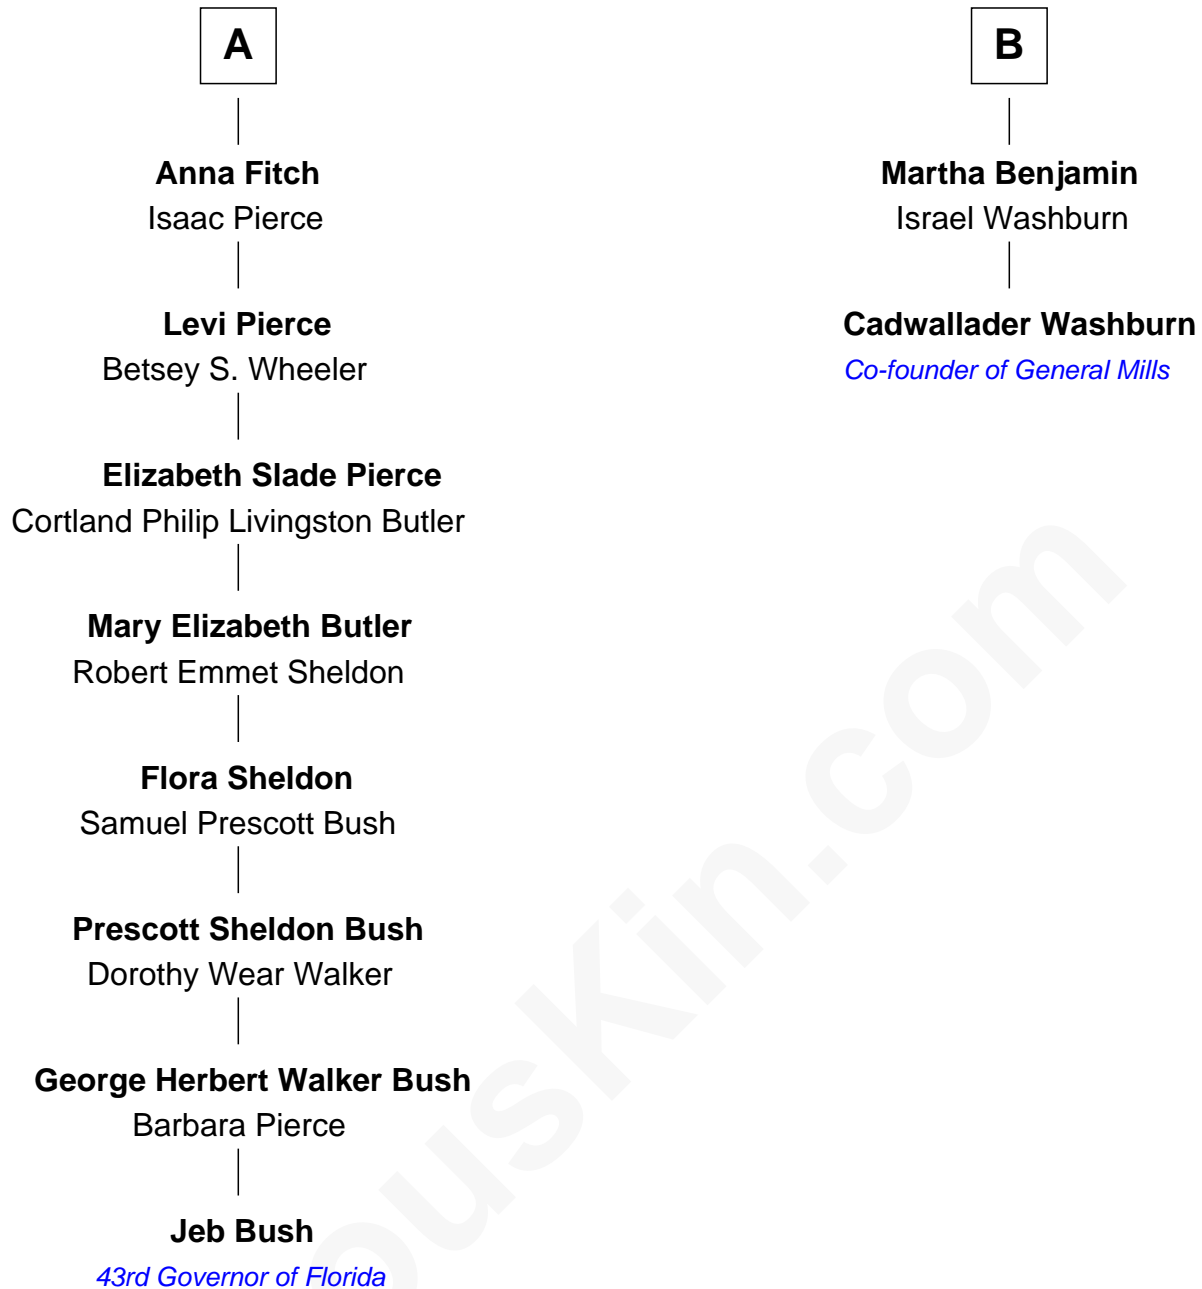 A
Anna Fitch
Isaac Pierce
Levi Pierce
Betsey S. Wheeler
Elizabeth Slade Pierce
Cortland Philip Livingston Butler
Mary Elizabeth Butler
Robert Emmet Sheldon
Flora Sheldon
Samuel Prescott Bush
Prescott Sheldon Bush
Dorothy Wear Walker
George Herbert Walker Bush
Barbara Pierce
Jeb Bush
43rd Governor of Florida
B
Martha Benjamin
Israel Washburn
Cadwallader Washburn
Co-founder of General Mills
ousKin.com